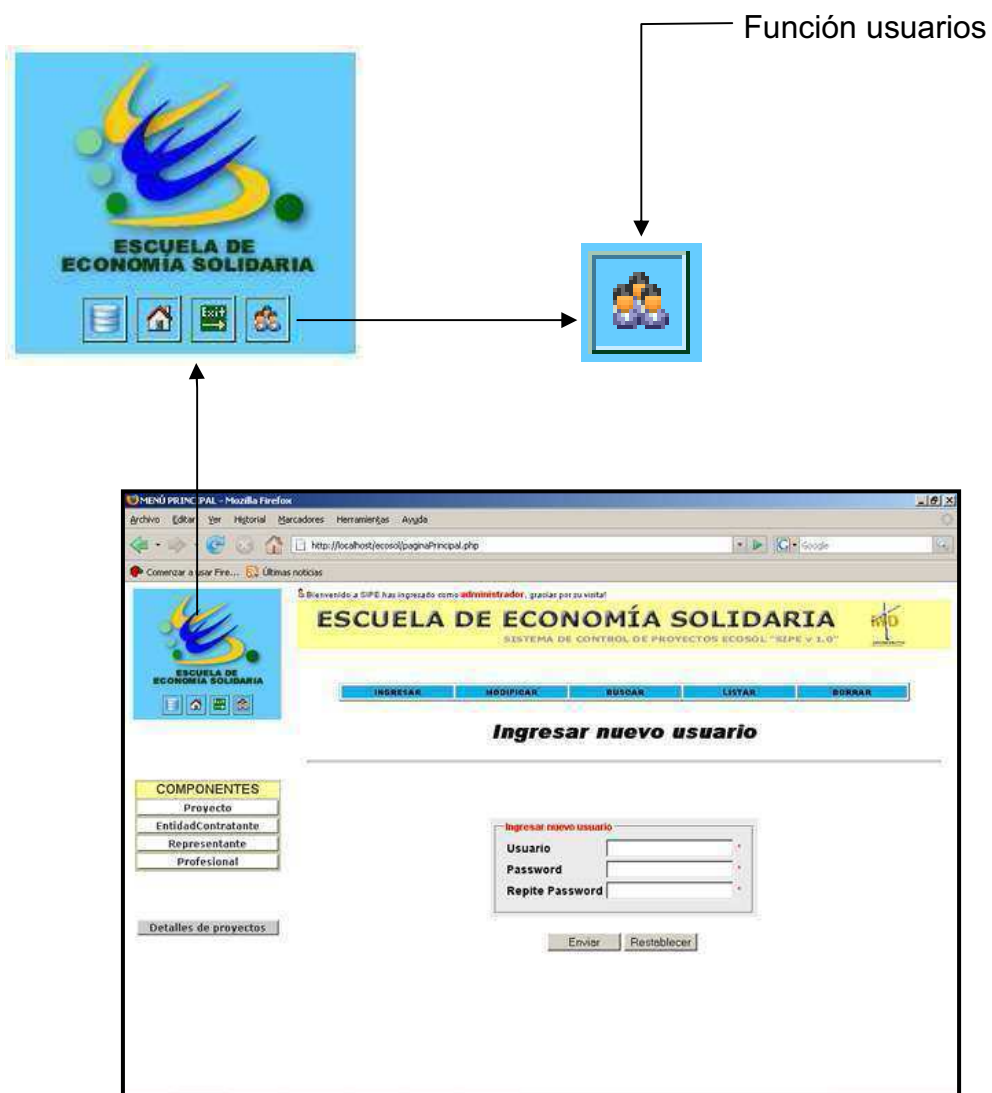 Función usuarios
ESCUELA DE
ECONOMÍA SOLIDARIA
Exit
MENÚ PRINCIPAL - Mozilla Firefox
Archivo Editar Ver Historial Marcadores Herramientas Ayuda
http://localhost/ecosol/paginaPrincipal.php
Google
Comenzar a usar Fire... Últimas noticias
Bienvenido a SIPE has ingresado como administrador, gracias por su visita!
ESCUELA DE ECONOMÍA SOLIDARIA
SISTEMA DE CONTROL DE PROYECTOS ECOSOL "SIPE v 1.0"
ESCUELA DE
ECONOMÍA SOLIDARIA
INGRESAR MODIFICAR BUSCAR LISTAR BORRAR
Ingresar nuevo usuario
COMPONENTES
Proyecto
EntidadContratante
Representante
Profesional
Detalles de proyectos
Ingresar nuevo usuario
Usuario *
Password *
Repite Password *
Enviar Restablecer